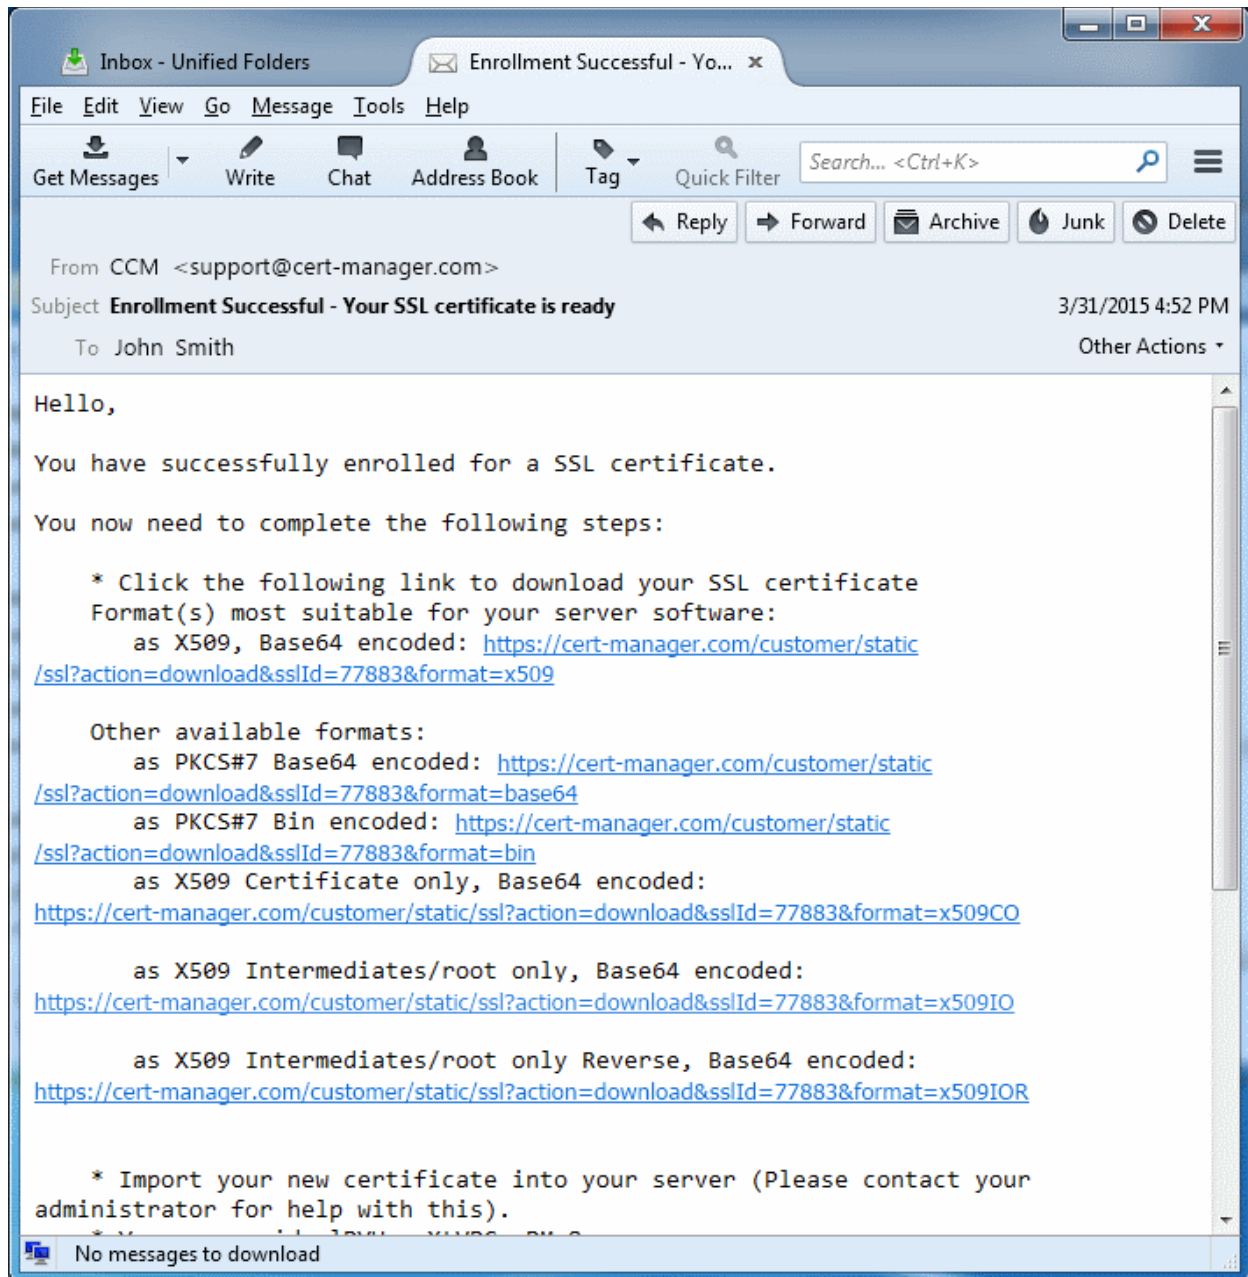 Inbox - Unified Folders
Enrollment Successful - Yo... x
File Edit View Go Message Tools Help
Get Messages Write Chat Address Book Tag Quick Filter Search... <Ctrl+K>
Reply Forward Archive Junk Delete
From CCM <support@cert-manager.com>
Subject Enrollment Successful - Your SSL certificate is ready 3/31/2015 4:52 PM
To John Smith Other Actions
Hello,
You have successfully enrolled for a SSL certificate.
You now need to complete the following steps:
* Click the following link to download your SSL certificate
Format(s) most suitable for your server software:
as X509, Base64 encoded: https://cert-manager.com/customer/static
/ssl?action=download&sslId=77883&format=x509
Other available formats:
as PKCS#7 Base64 encoded: https://cert-manager.com/customer/static
/ssl?action=download&sslId=77883&format=base64
as PKCS#7 Bin encoded: https://cert-manager.com/customer/static
/ssl?action=download&sslId=77883&format=bin
as X509 Certificate only, Base64 encoded:
https://cert-manager.com/customer/static/ssl?action=download&sslId=77883&format=x509CO
as X509 Intermediates/root only, Base64 encoded:
https://cert-manager.com/customer/static/ssl?action=download&sslId=77883&format=x509IO
as X509 Intermediates/root only Reverse, Base64 encoded:
https://cert-manager.com/customer/static/ssl?action=download&sslId=77883&format=x509IOR
* Import your new certificate into your server (Please contact your
administrator for help with this).
No messages to download